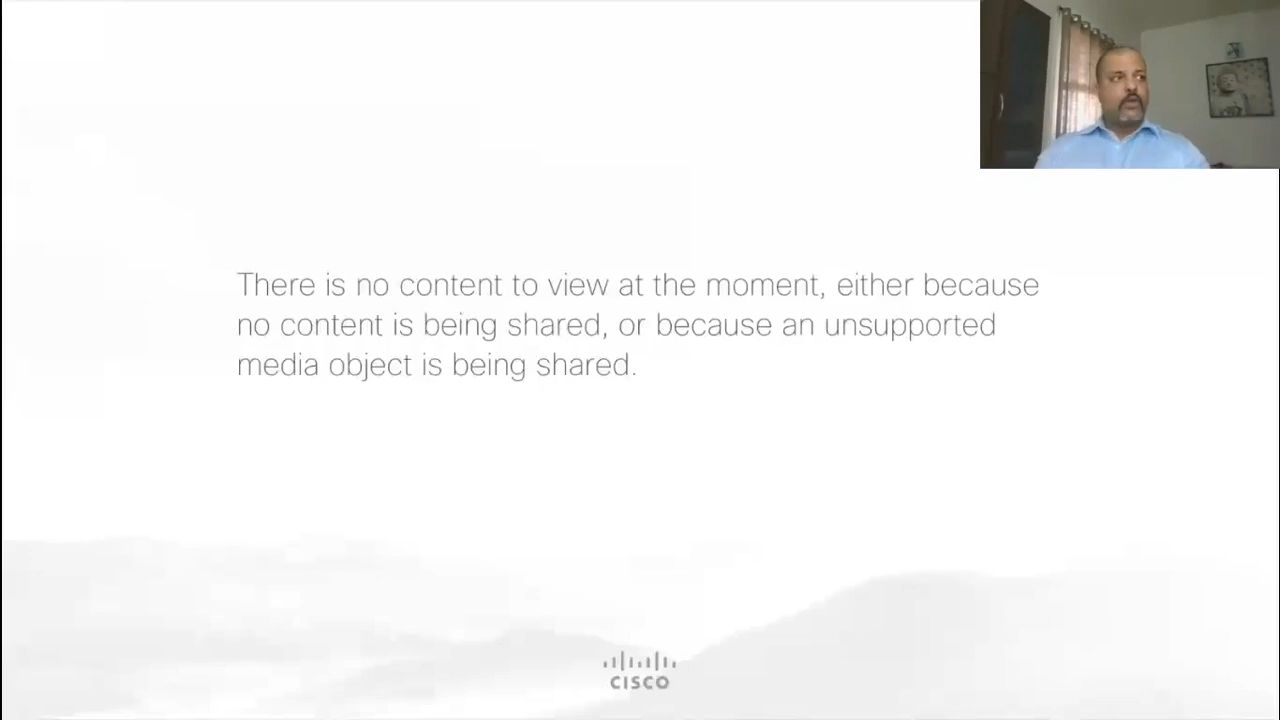 There is no content to view at the moment, either because
no content is being shared, or because an unsupported
media object is being shared.
CISCO